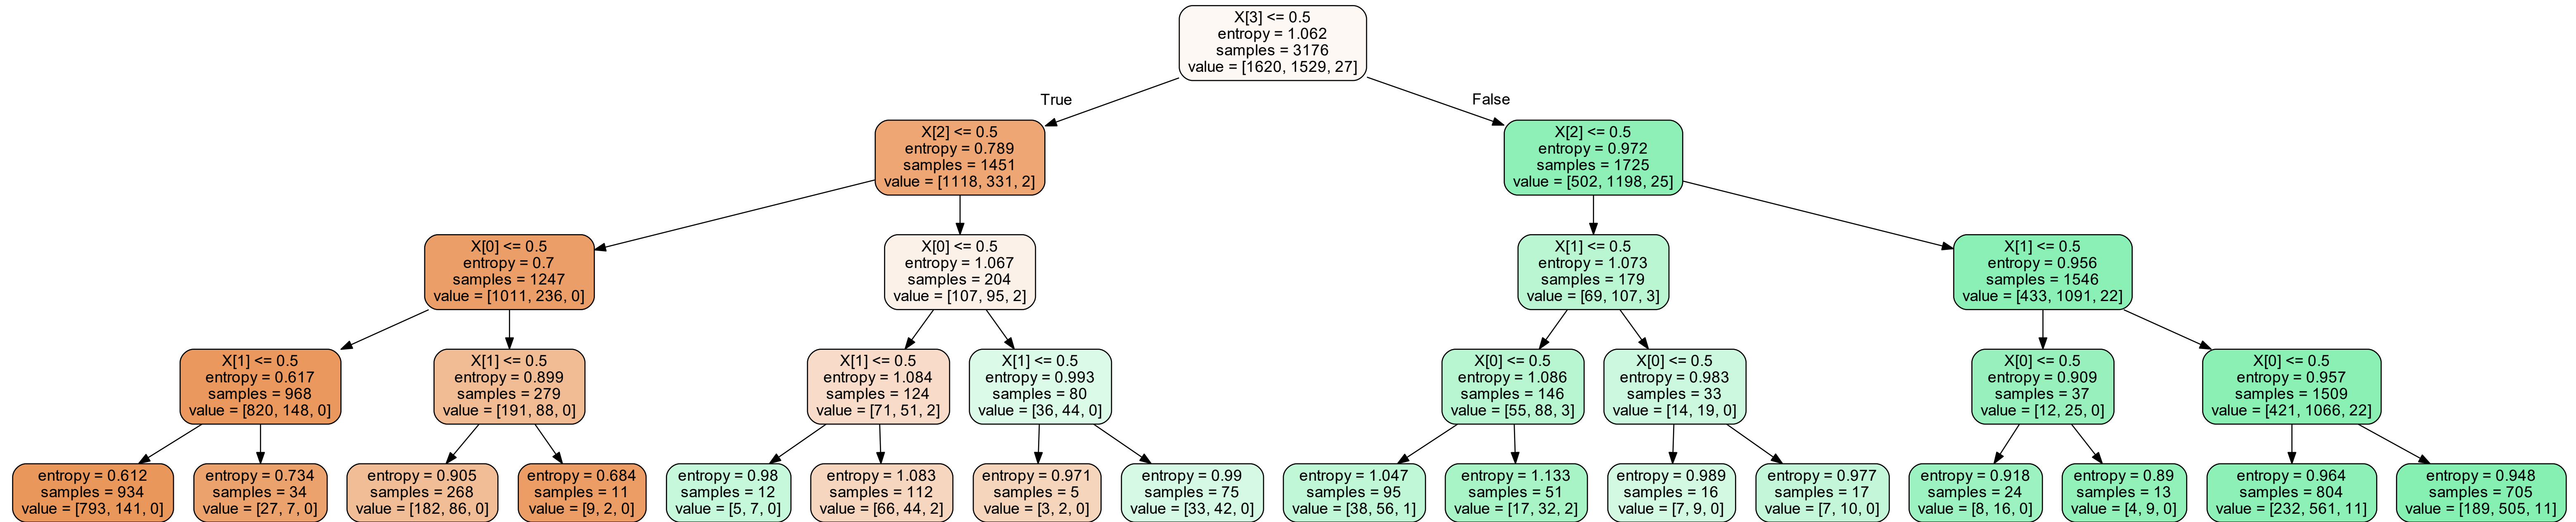 X[3] <= 0.5
entropy = 1.062
samples = 3176
value = [1620, 1529, 27]
True
False
X[2] <= 0.5
entropy = 0.789
samples = 1451
value = [1118, 331, 2]
X[2] <= 0.5
entropy = 0.972
samples = 1725
value = [502, 1198, 25]
X[0] <= 0.5
entropy = 0.7
samples = 1247
value = [1011, 236, 0]
X[0] <= 0.5
entropy = 1.067
samples = 204
value = [107, 95, 2]
X[1] <= 0.5
entropy = 1.073
samples = 179
value = [69, 107, 3]
X[1] <= 0.5
entropy = 0.956
samples = 1546
value = [433, 1091, 22]
X[1] <= 0.5
entropy = 0.617
samples = 968
value = [820, 148, 0]
X[1] <= 0.5
entropy = 0.899
samples = 279
value = [191, 88, 0]
X[1] <= 0.5
entropy = 1.084
samples = 124
value = [71, 51, 2]
X[1] <= 0.5
entropy = 0.993
samples = 80
value = [36, 44, 0]
X[0] <= 0.5
entropy = 1.086
samples = 146
value = [55, 88, 3]
X[0] <= 0.5
entropy = 0.983
samples = 33
value = [14, 19, 0]
X[0] <= 0.5
entropy = 0.909
samples = 37
value = [12, 25, 0]
X[0] <= 0.5
entropy = 0.957
samples = 1509
value = [421, 1066, 22]
entropy = 0.612
samples = 934
value = [793, 141, 0]
entropy = 0.734
samples = 34
value = [27, 7, 0]
entropy = 0.905
samples = 268
value = [182, 86, 0]
entropy = 0.684
samples = 11
value = [9, 2, 0]
entropy = 0.98
samples = 12
value = [5, 7, 0]
entropy = 1.083
samples = 112
value = [66, 44, 2]
entropy = 0.971
samples = 5
value = [3, 2, 0]
entropy = 0.99
samples = 75
value = [33, 42, 0]
entropy = 1.047
samples = 95
value = [38, 56, 1]
entropy = 1.133
samples = 51
value = [17, 32, 2]
entropy = 0.989
samples = 16
value = [7, 9, 0]
entropy = 0.977
samples = 17
value = [7, 10, 0]
entropy = 0.918
samples = 24
value = [8, 16, 0]
entropy = 0.89
samples = 13
value = [4, 9, 0]
entropy = 0.964
samples = 804
value = [232, 561, 11]
entropy = 0.948
samples = 705
value = [189, 505, 11]